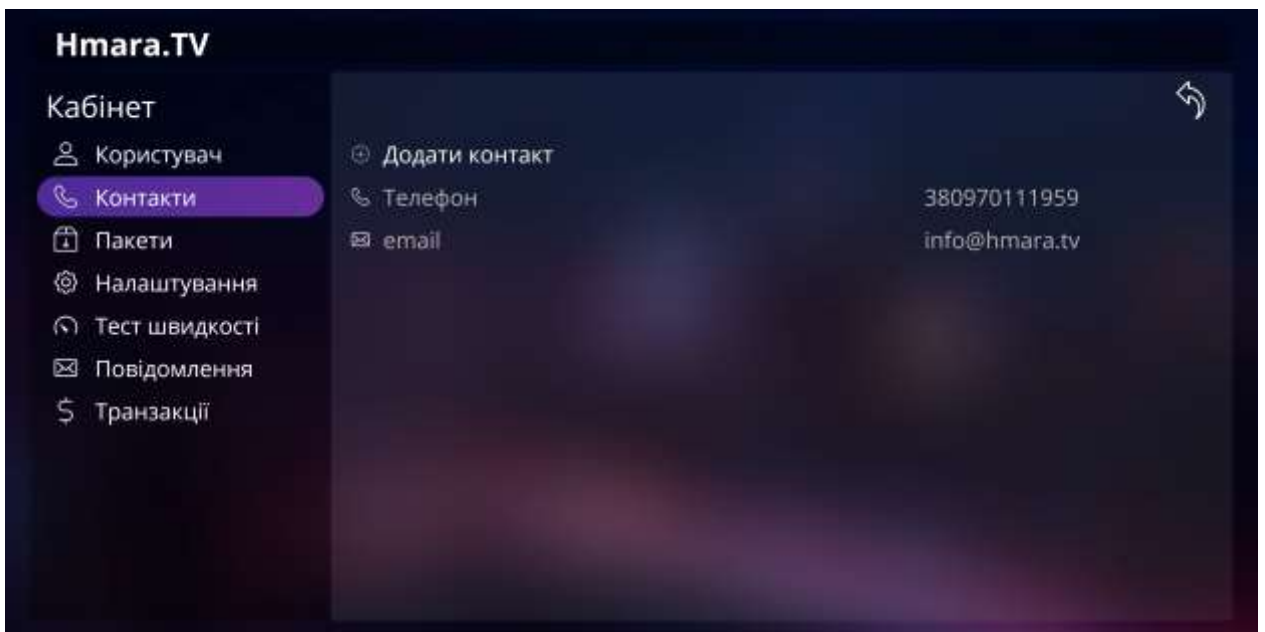 Hmara.TV
Кабінет
Користувач
Контакти
Пакети
Налаштування
Тест швидкості
Повідомлення
Транзакції
Додати контакт
Телефон 380970111959
email info@hmara.tv